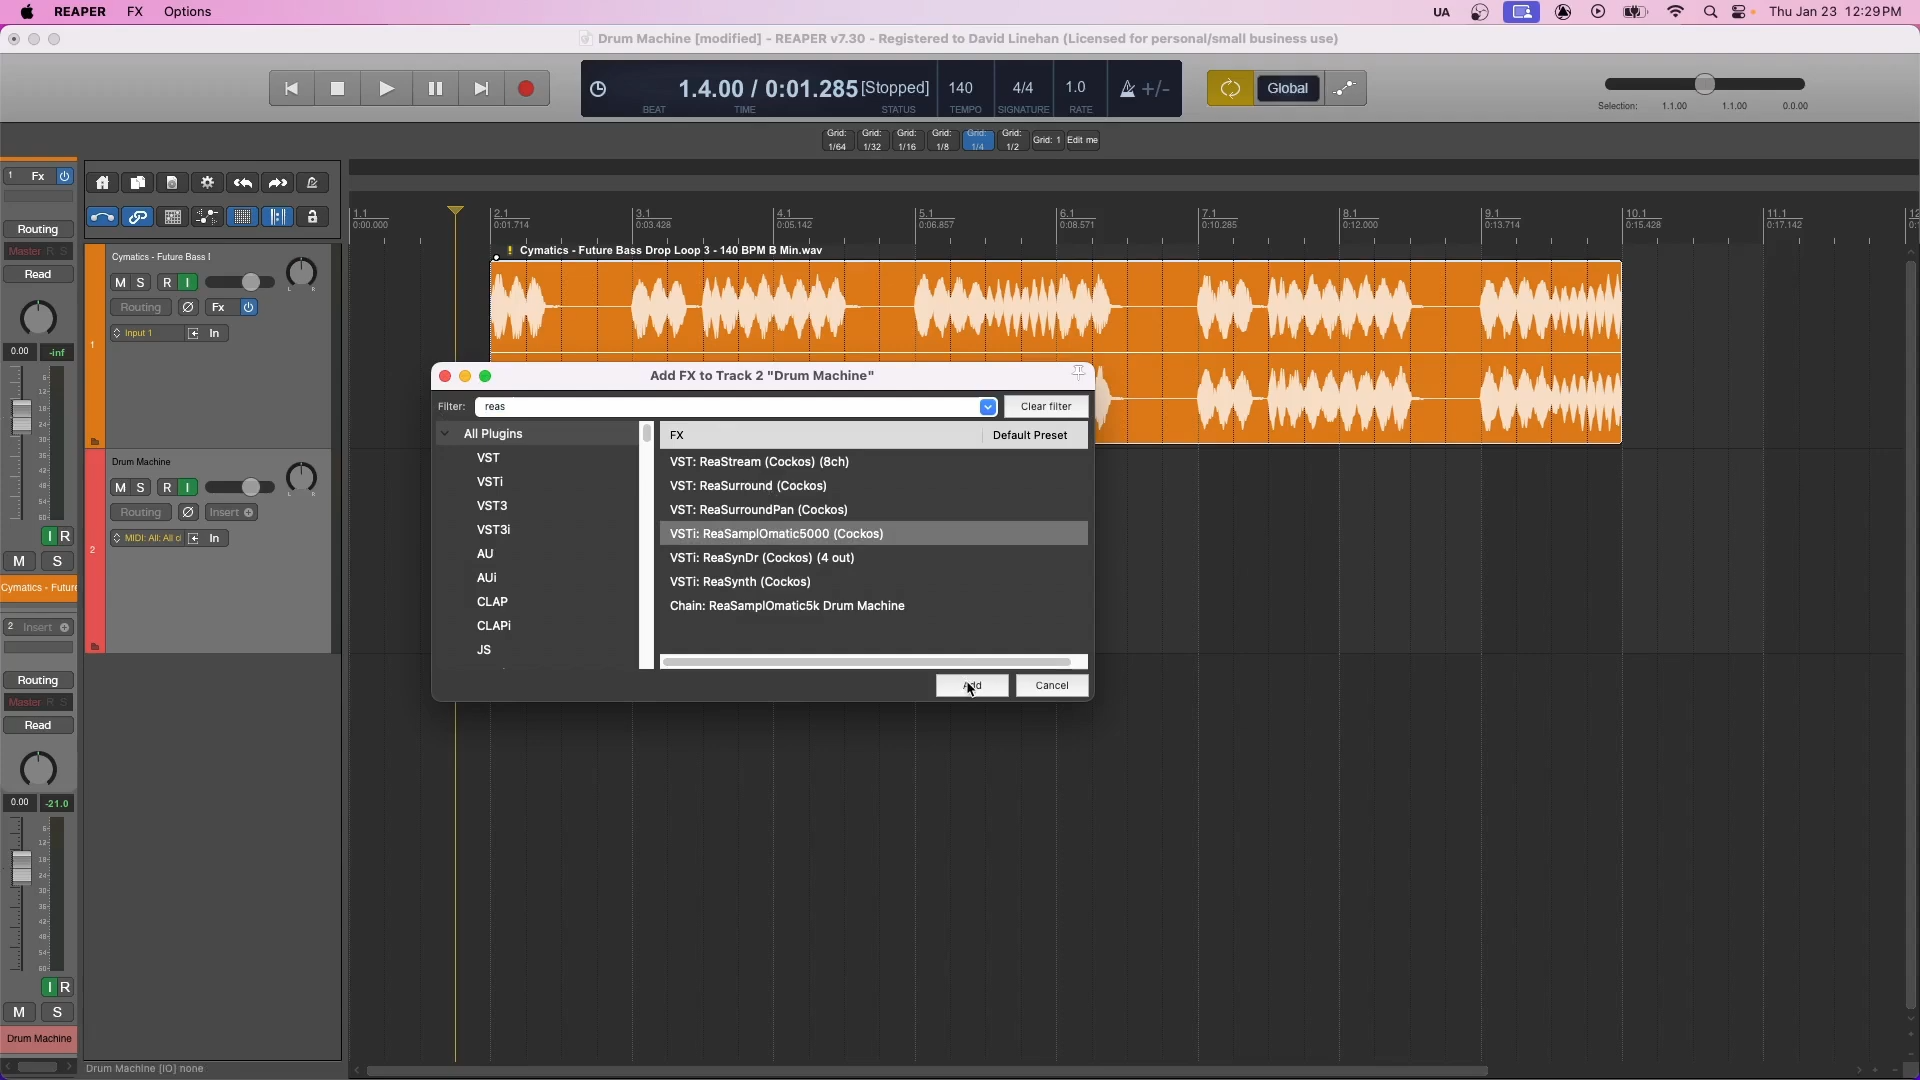 REAPER FX Options UA Thu Jan 23 12:29 PM
Drum Machine [modified] - REAPER v7.30 - Registered to David Linehan (Licensed for personal/small business use)
1.4.00 / 0:01.285 [Stopped] 140 4/4 1.0 +/-
BEAT TIME STATUS TEMPO SIGNATURE RATE
Global
Selection: 1.1.00 1.1.00 0.0.00
Grid: 1/64 Grid: 1/32 Grid: 1/16 Grid: 1/8 Grid: 1/4 Grid: 1/2 Grid: 1 Edit me
1 Fx
Routing
Master R S
Read
0.00 -inf
I R
M S
Cymatics - Future
2 Insert
Routing
Master R S
Read
0.00 -21.0
I R
M S
Drum Machine
1.1 2.1 3.1 4.1 5.1 6.1 7.1 8.1 9.1 10.1 11.1 12
0:00.000 0:01.714 0:03.428 0:05.142 0:06.857 0:08.571 0:10.285 0:12.000 0:13.714 0:15.428 0:17.142
Cymatics - Future Bass Drop Loop 3 - 140 BPM B Min.wav
Cymatics - Future Bass l
M S R I
Routing Fx
Input 1 In
1
L R
Drum Machine
M S R I
Routing Insert
MIDI: All: All cl In
2
L R
Add FX to Track 2 "Drum Machine"
Filter: reas Clear filter
All Plugins
VST
VSTi
VST3
VST3i
AU
AUi
CLAP
CLAPi
JS
FX Default Preset
VST: ReaStream (Cockos) (8ch)
VST: ReaSurround (Cockos)
VST: ReaSurroundPan (Cockos)
VSTi: ReaSamplOmatic5000 (Cockos)
VSTi: ReaSynDr (Cockos) (4 out)
VSTi: ReaSynth (Cockos)
Chain: ReaSamplOmatic5k Drum Machine
Add Cancel
Drum Machine [IO] none